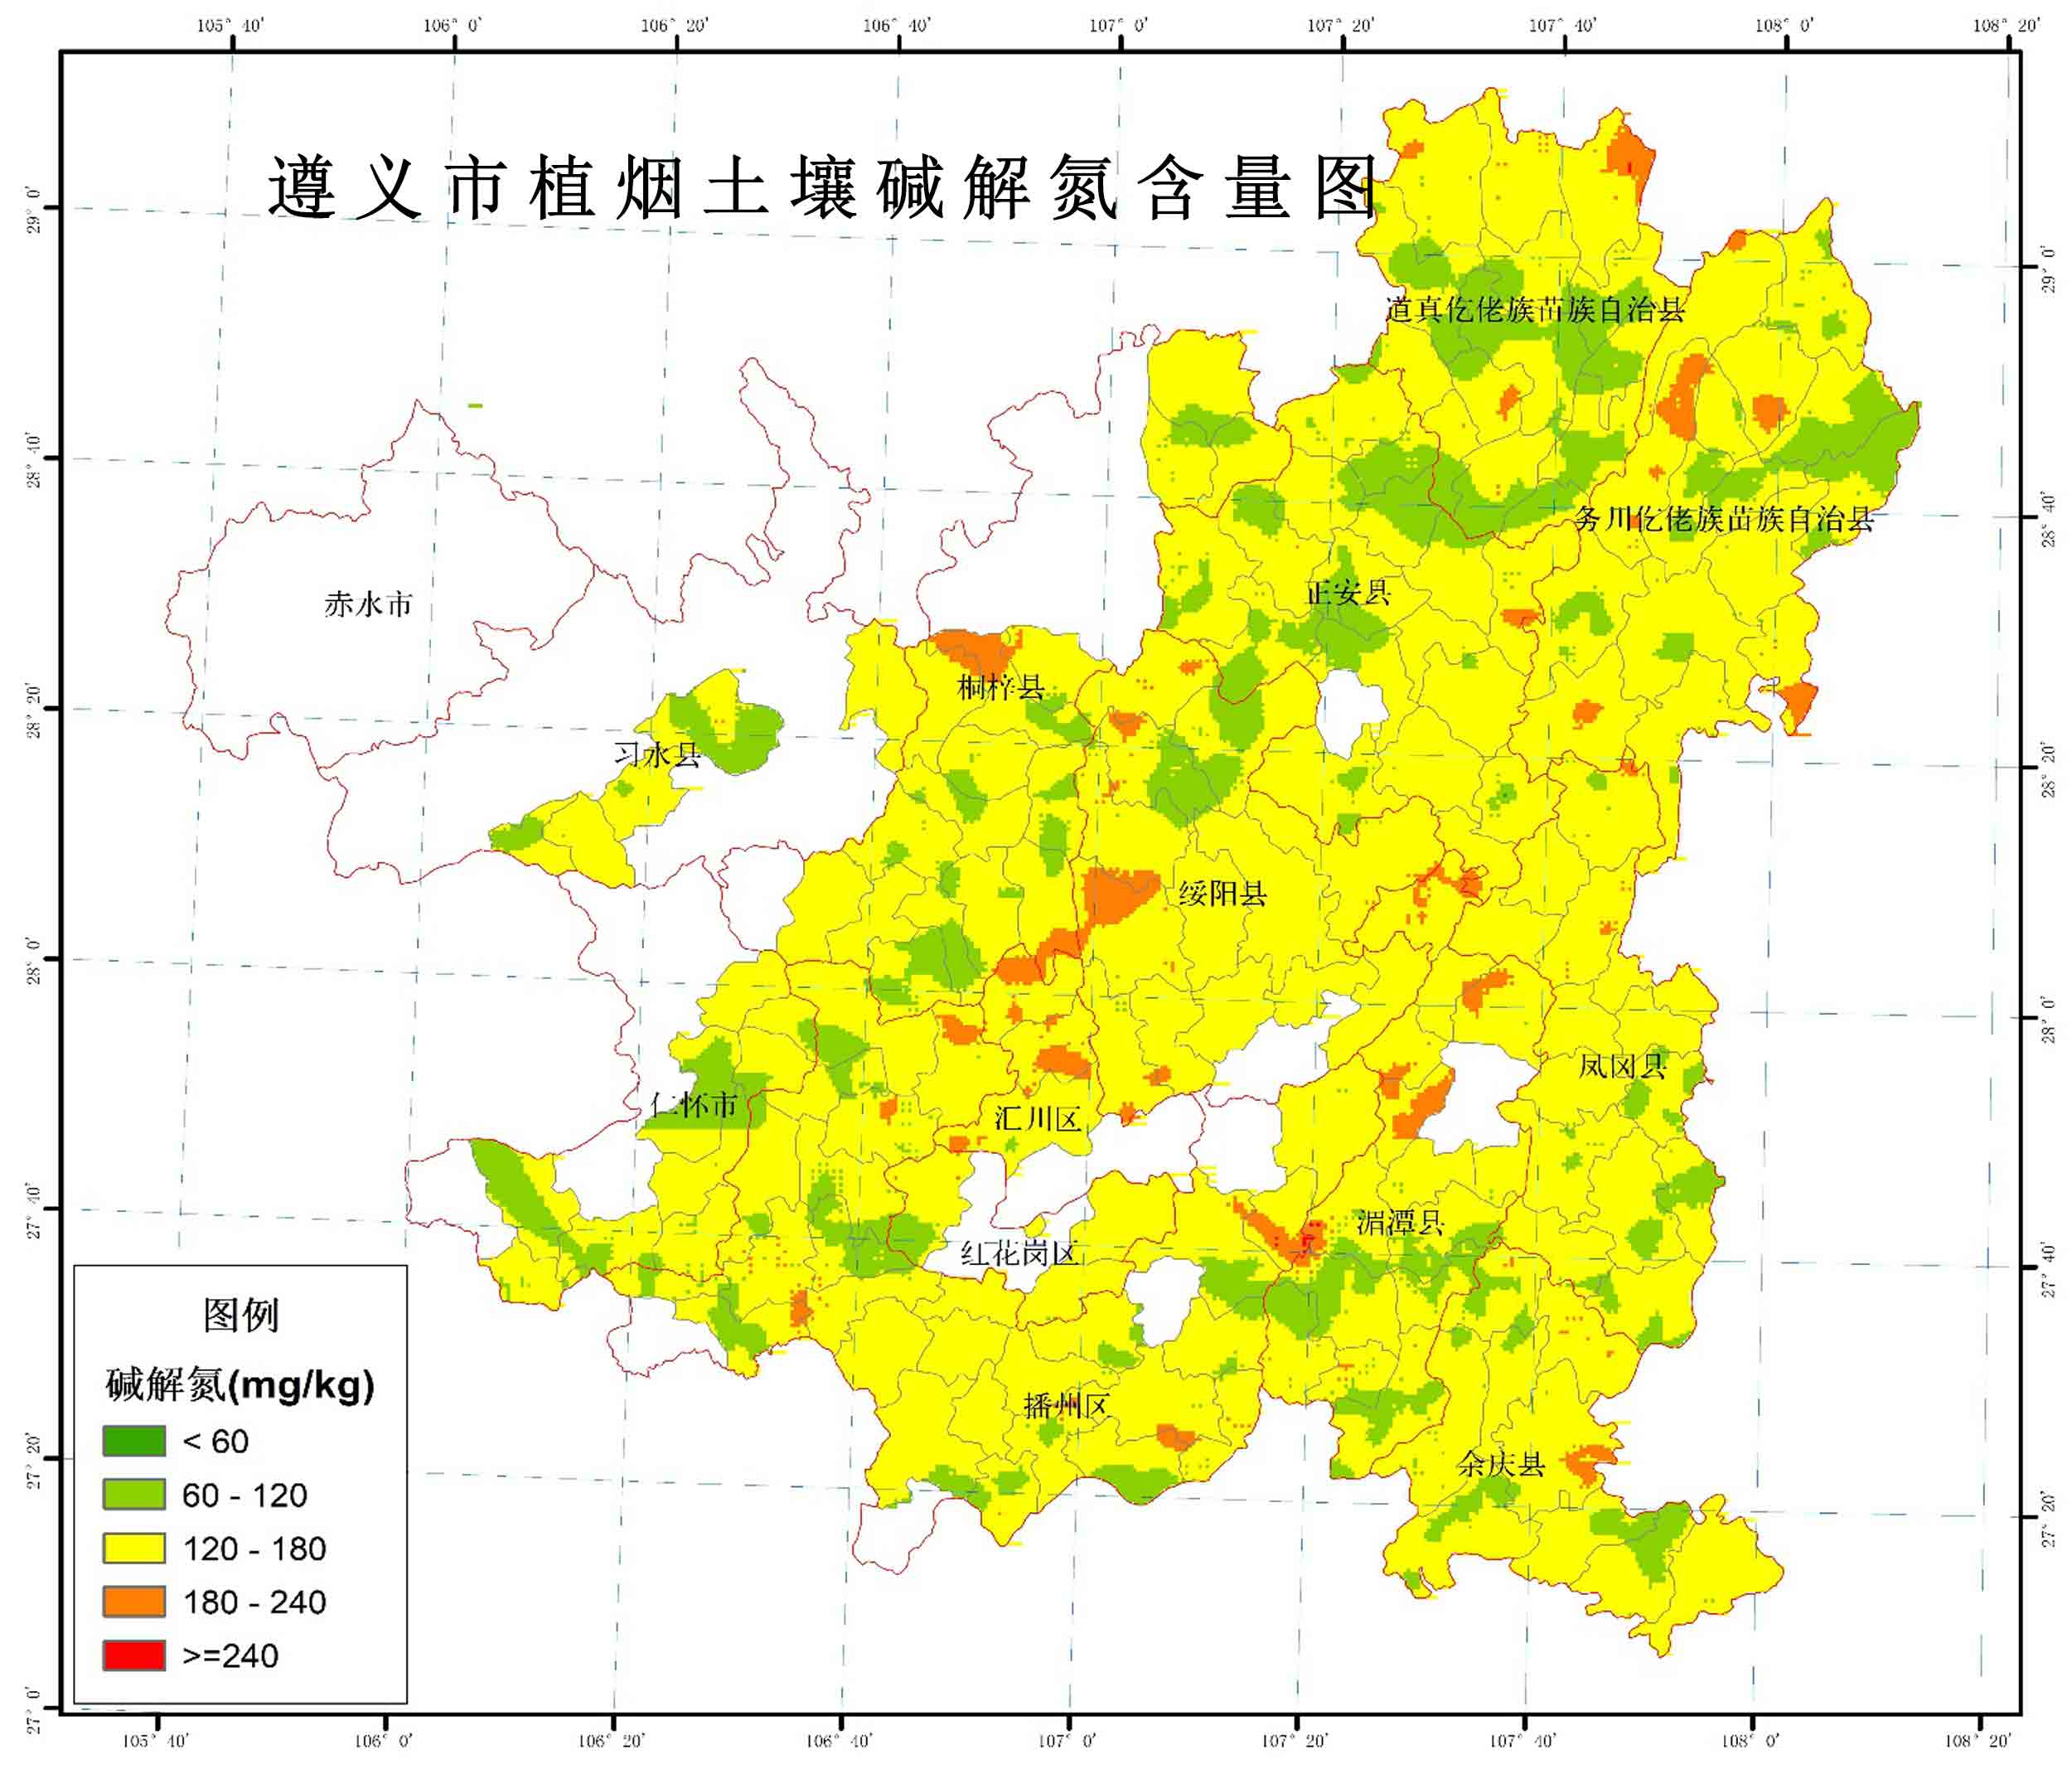 105° 40′ 106° 0′ 106° 20′ 106° 40′ 107° 0′ 107° 20′ 107° 40′ 108° 0′ 108° 20′
遵义市植烟土壤碱解氮含量图
29° 0′
29° 0′
道真仡佬族苗族自治县
28° 40′
28° 40′
务川仡佬族苗族自治县
正安县
赤水市
桐梓县
28° 20′
习水县
28° 20′
绥阳县
28° 0′
28° 0′
凤冈县
仁怀市
汇川区
27° 40′
湄潭县
红花岗区
27° 40′
图例
碱解氮(mg/kg)
播州区
< 60
27° 20′
余庆县
60 - 120
27° 20′
120 - 180
180 - 240
>=240
27° 0′
105° 40′ 106° 0′ 106° 20′ 106° 40′ 107° 0′ 107° 20′ 107° 40′ 108° 0′ 108° 20′